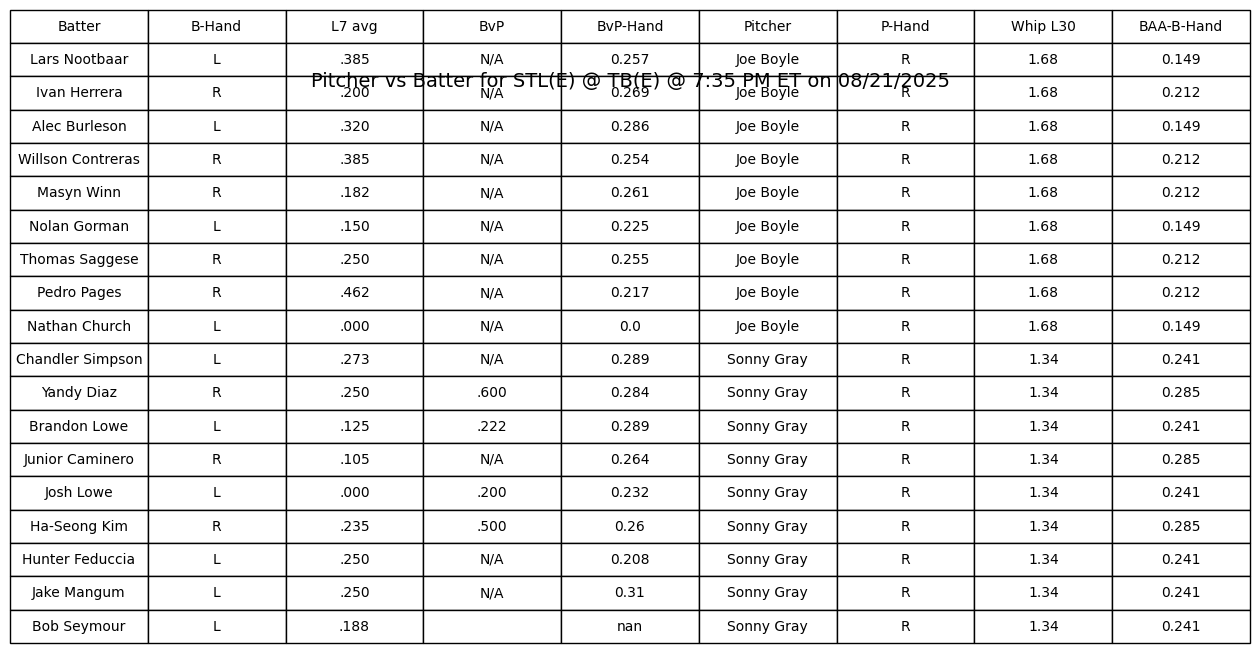 Batter B-Hand L7 avg BvP BvP-Hand Pitcher P-Hand Whip L30 BAA-B-Hand
Lars Nootbaar L .385 N/A 0.257 Joe Boyle R 1.68 0.149
Pitcher vs Batter for STL(E) @ TB(E) @ 7:35 PM ET on 08/21/2025
Ivan Herrera R .200 N/A 0.269 Joe Boyle R 1.68 0.212
Alec Burleson L .320 N/A 0.286 Joe Boyle R 1.68 0.149
Willson Contreras R .385 N/A 0.254 Joe Boyle R 1.68 0.212
Masyn Winn R .182 N/A 0.261 Joe Boyle R 1.68 0.212
Nolan Gorman L .150 N/A 0.225 Joe Boyle R 1.68 0.149
Thomas Saggese R .250 N/A 0.255 Joe Boyle R 1.68 0.212
Pedro Pages R .462 N/A 0.217 Joe Boyle R 1.68 0.212
Nathan Church L .000 N/A 0.0 Joe Boyle R 1.68 0.149
Chandler Simpson L .273 N/A 0.289 Sonny Gray R 1.34 0.241
Yandy Diaz R .250 .600 0.284 Sonny Gray R 1.34 0.285
Brandon Lowe L .125 .222 0.289 Sonny Gray R 1.34 0.241
Junior Caminero R .105 N/A 0.264 Sonny Gray R 1.34 0.285
Josh Lowe L .000 .200 0.232 Sonny Gray R 1.34 0.241
Ha-Seong Kim R .235 .500 0.26 Sonny Gray R 1.34 0.285
Hunter Feduccia L .250 N/A 0.208 Sonny Gray R 1.34 0.241
Jake Mangum L .250 N/A 0.31 Sonny Gray R 1.34 0.241
Bob Seymour L .188 nan Sonny Gray R 1.34 0.241